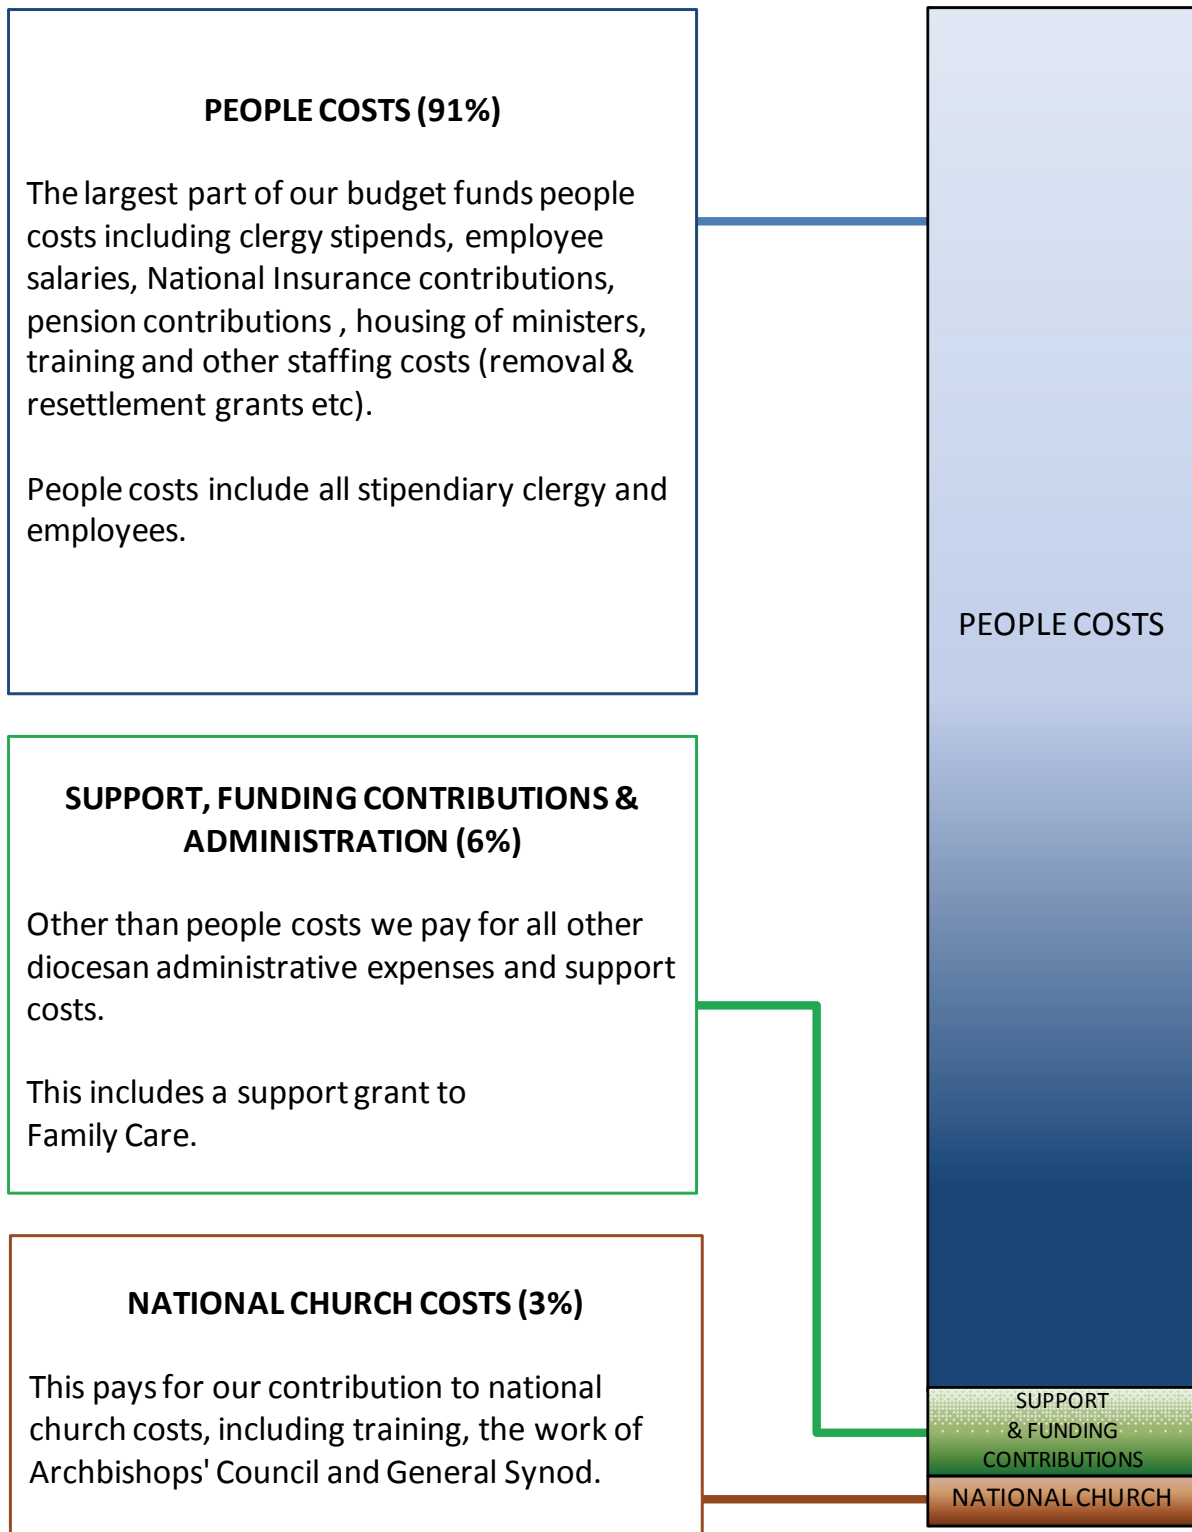 PEOPLE COSTS (91%)
The largest part of our budget funds people
costs including clergy stipends, employee
salaries, National Insurance contributions,
pension contributions , housing of ministers,
training and other staffing costs (removal &
resettlement grants etc).
People costs include all stipendiary clergy and
employees.
SUPPORT, FUNDING CONTRIBUTIONS &
ADMINISTRATION (6%)
Other than people costs we pay for all other
diocesan administrative expenses and support
costs.
This includes a support grant to
Family Care.
NATIONAL CHURCH COSTS (3%)
This pays for our contribution to national
church costs, including training, the work of
Archbishops' Council and General Synod.
PEOPLE COSTS
SUPPORT
& FUNDING
CONTRIBUTIONS
NATIONAL CHURCH